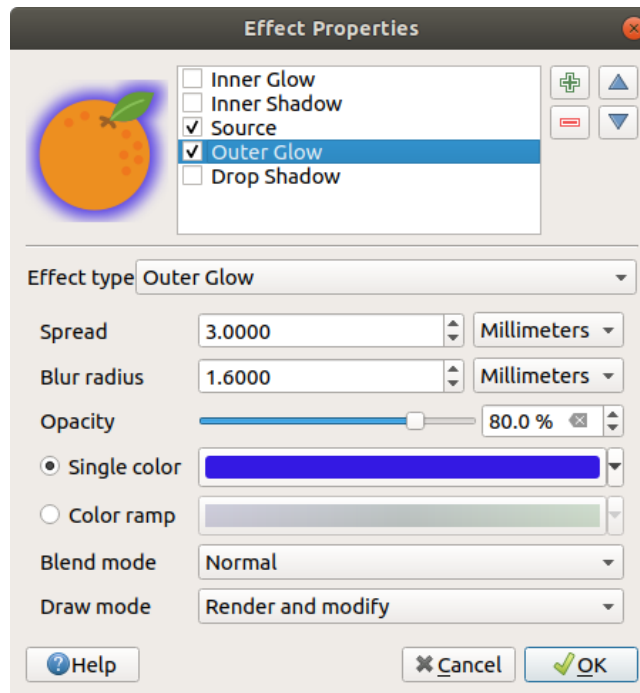 Effect Properties
Inner Glow
Inner Shadow
Source
Outer Glow
Drop Shadow
Effect type Outer Glow
Spread 3.0000 Millimeters
Blur radius 1.6000 Millimeters
Opacity 80.0 %
Single color
Color ramp
Blend mode Normal
Draw mode Render and modify
Help Cancel OK